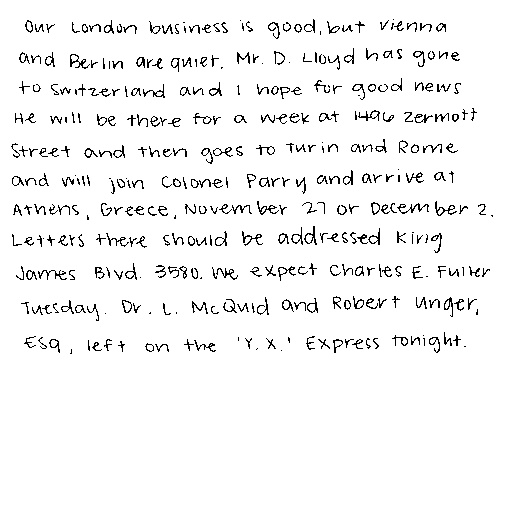 Our London business is good, but Vienna
and Berlin are quiet. Mr. D. Lloyd has gone
to Switzerland and I hope for good news
He will be there for a week at 1496 Zermott
Street and then goes to Turin and Rome
and will join Colonel Parry and arrive at
Athens, Greece, November 27 or December 2.
Letters there should be addressed King
James Blvd. 3580. We expect Charles E. Fuller
Tuesday. Dr. L. McQuid and Robert Unger,
Esq, left on the 'Y.X.' Express tonight.